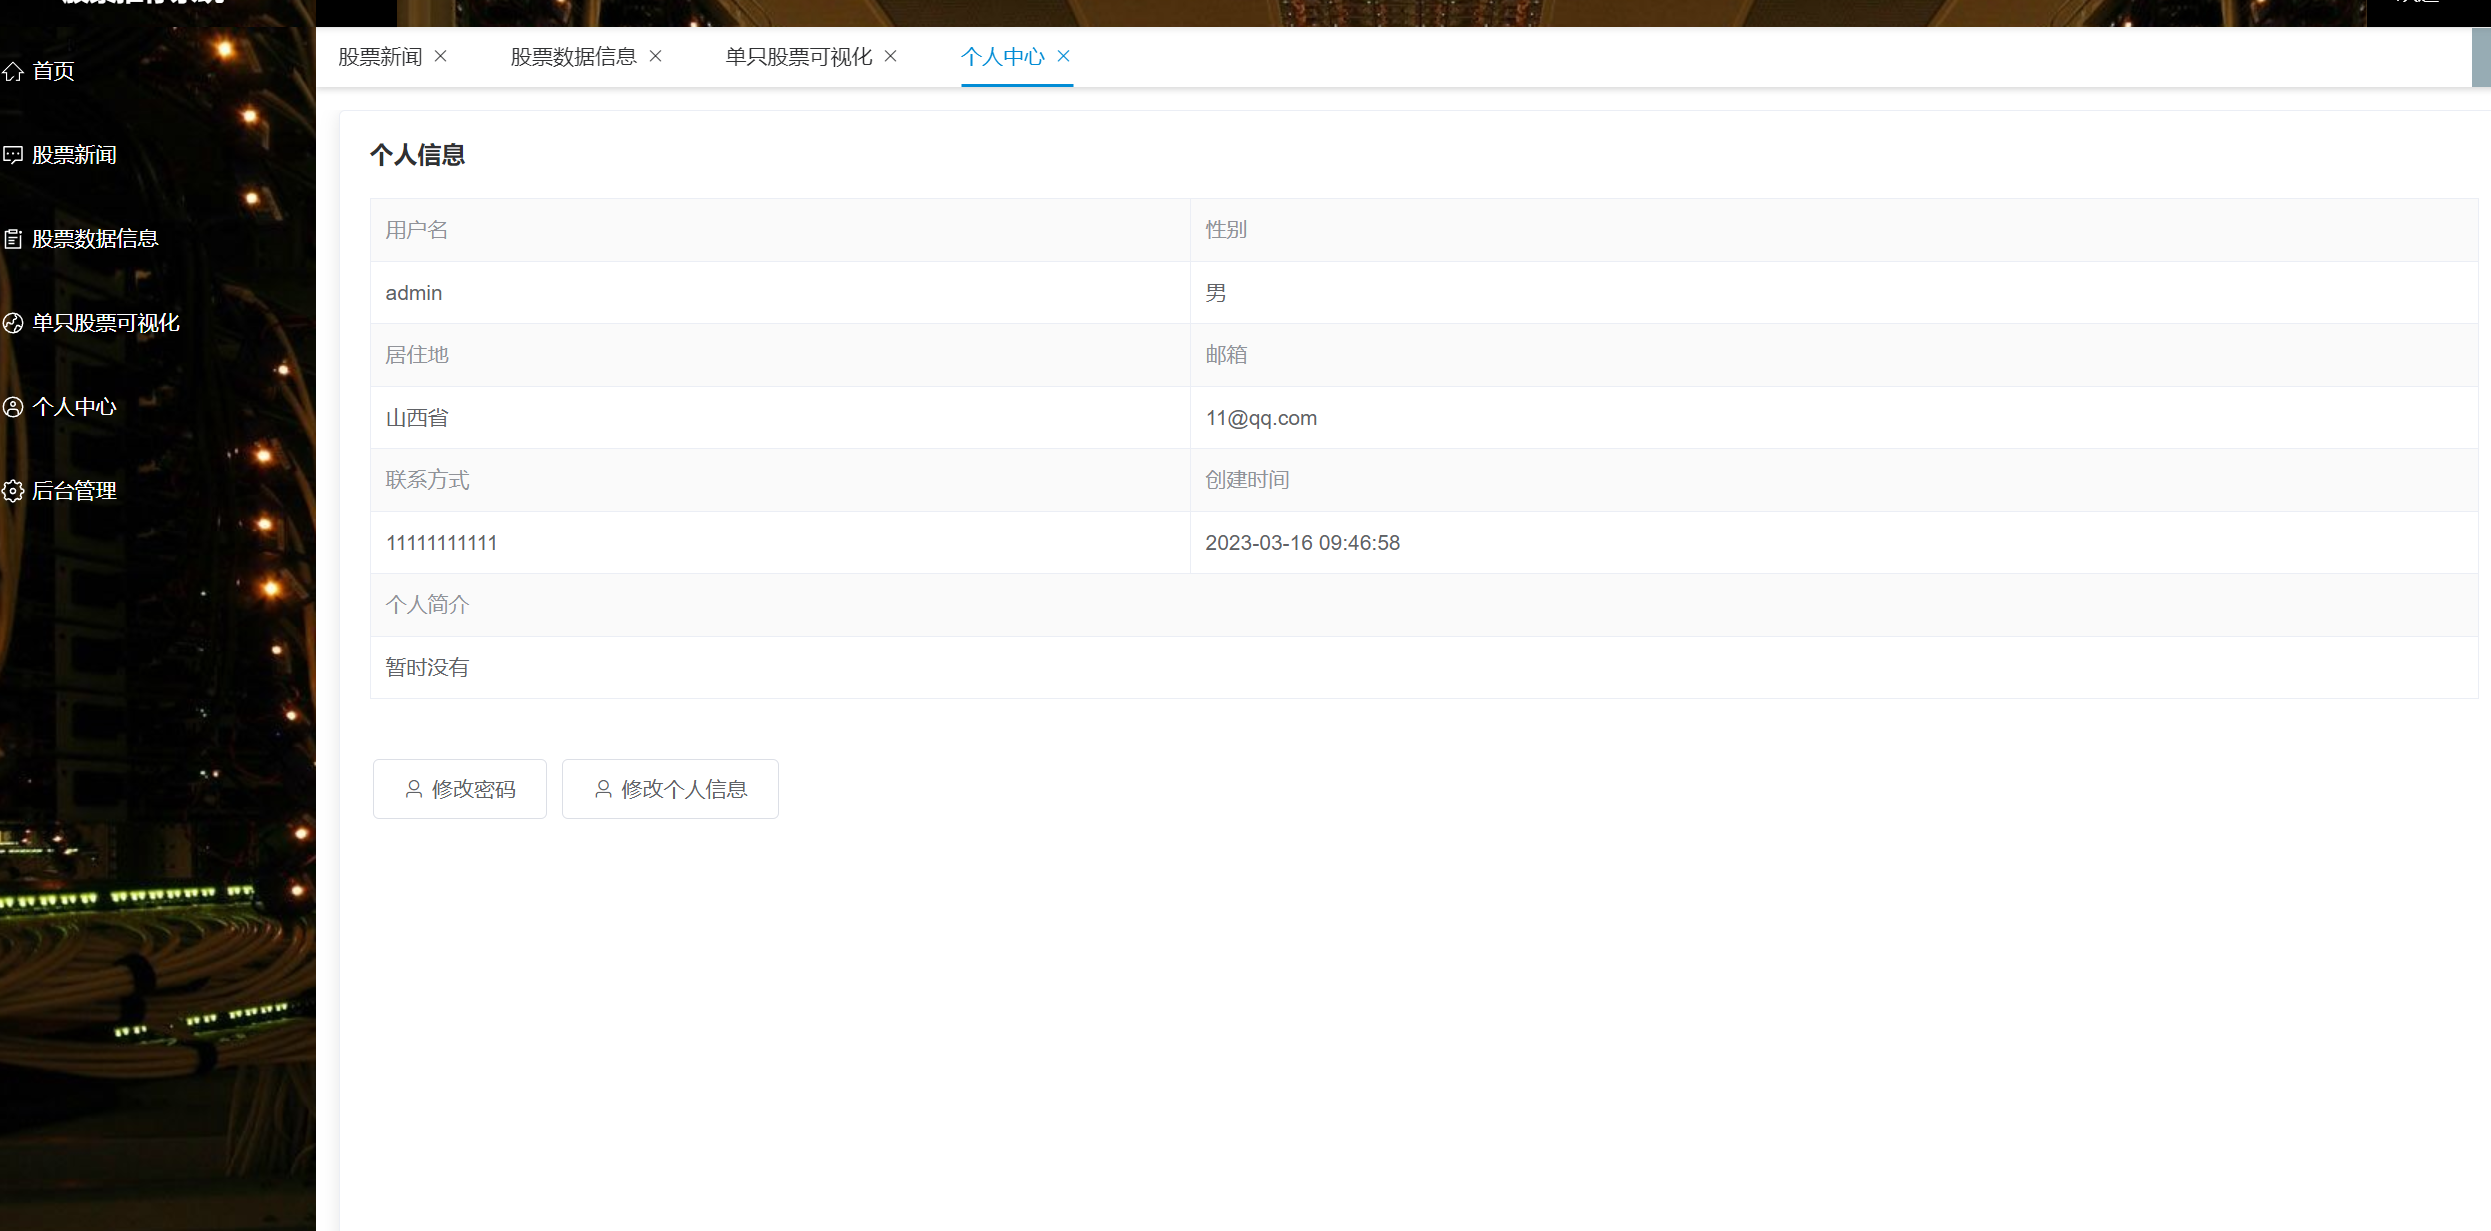 首页
股票新闻
股票数据信息
单只股票可视化
个人中心
后台管理
股票新闻 股票数据信息 单只股票可视化 个人中心
个人信息
用户名 性别
admin 男
居住地 邮箱
山西省 11@qq.com
联系方式 创建时间
11111111111 2023-03-16 09:46:58
个人简介
暂时没有
修改密码 修改个人信息